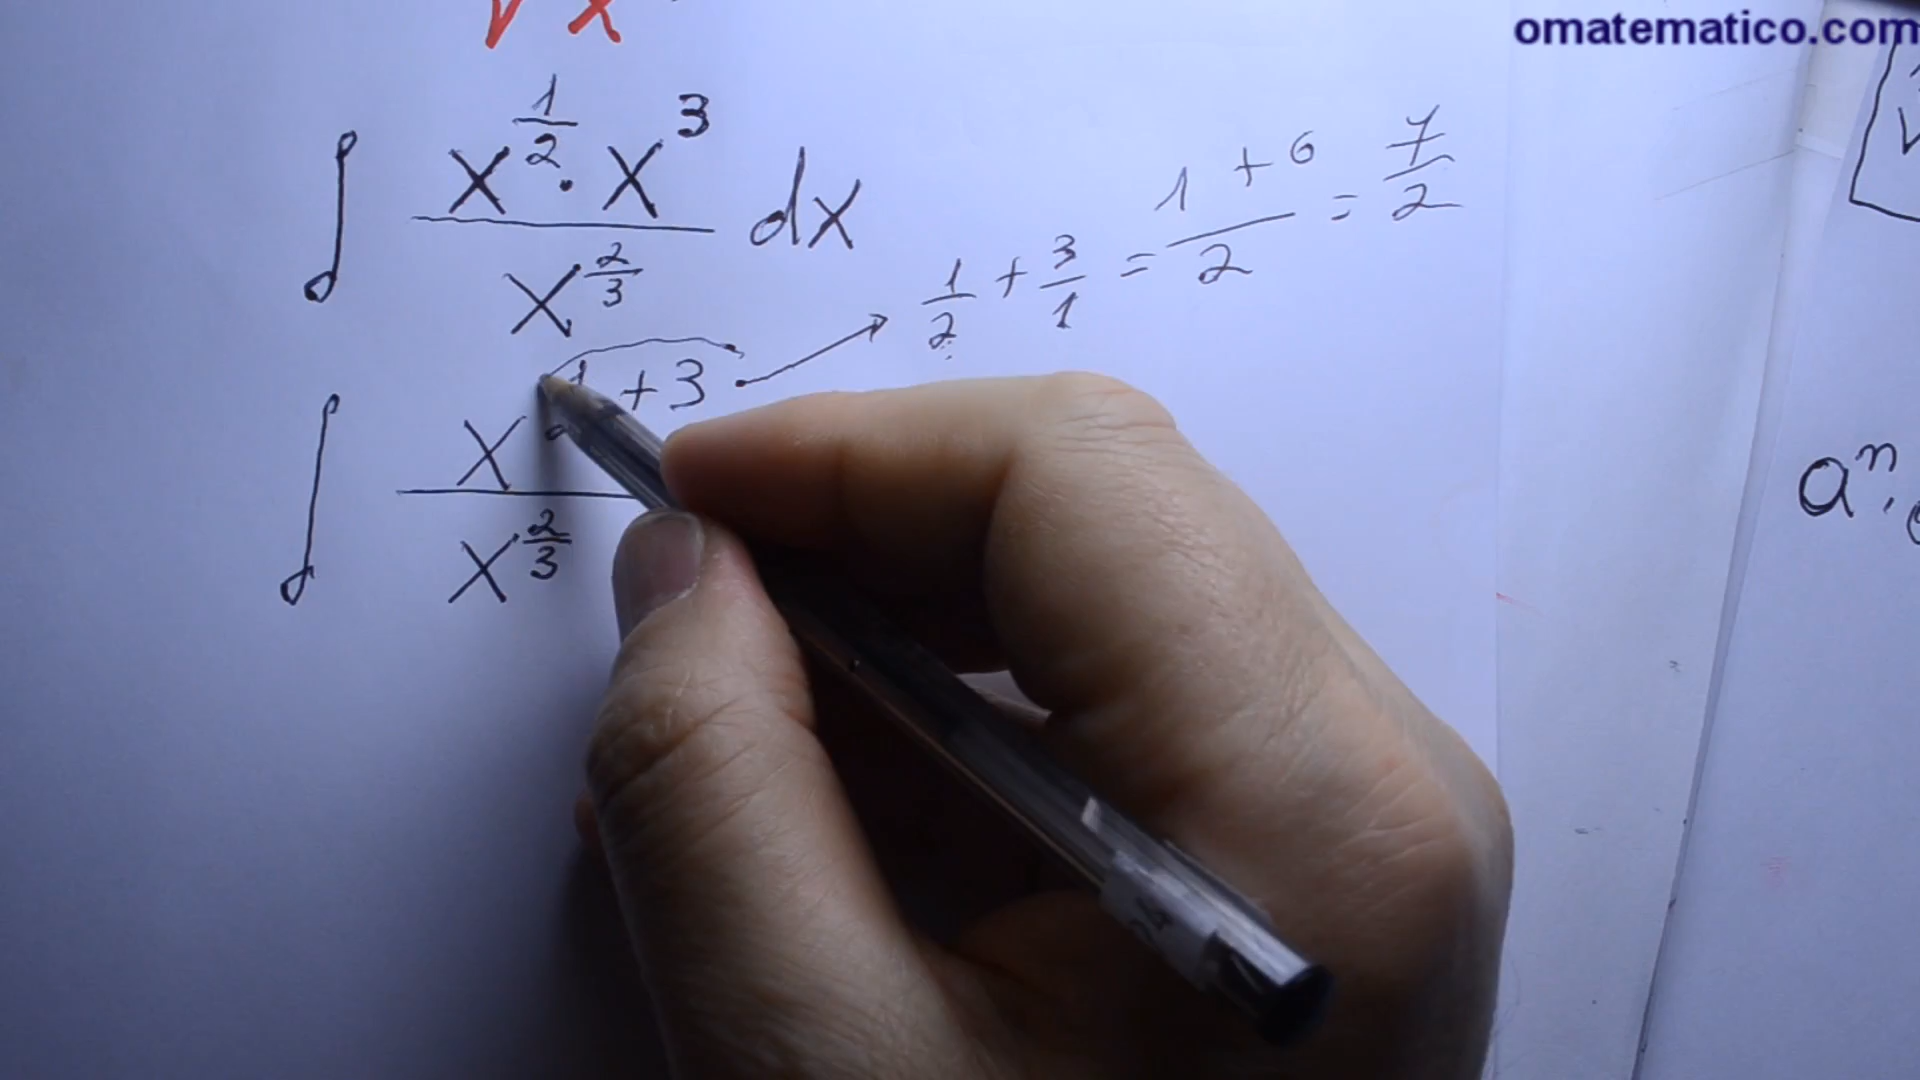 omatematico.com
√x
∫ x^(1/2) · x^3 / x^(2/3) dx
1/2 + 3/1 = (1 + 6)/2 = 7/2
∫ x^(1/2 + 3) / x^(2/3)
a^n ·